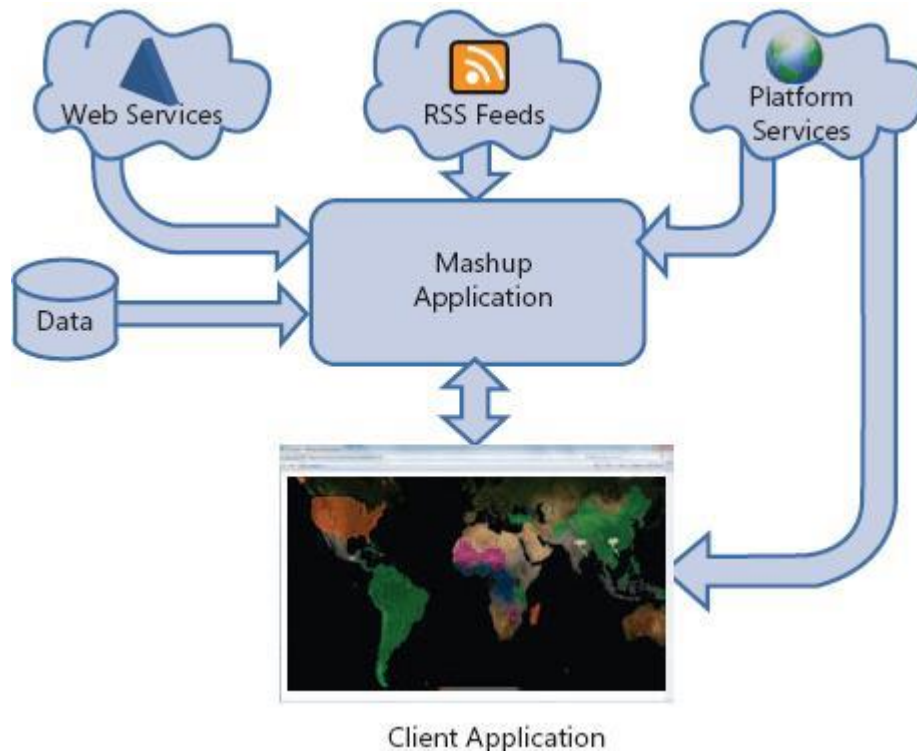 Web Services
RSS Feeds
Platform
Services
Mashup
Application
Data
Client Application